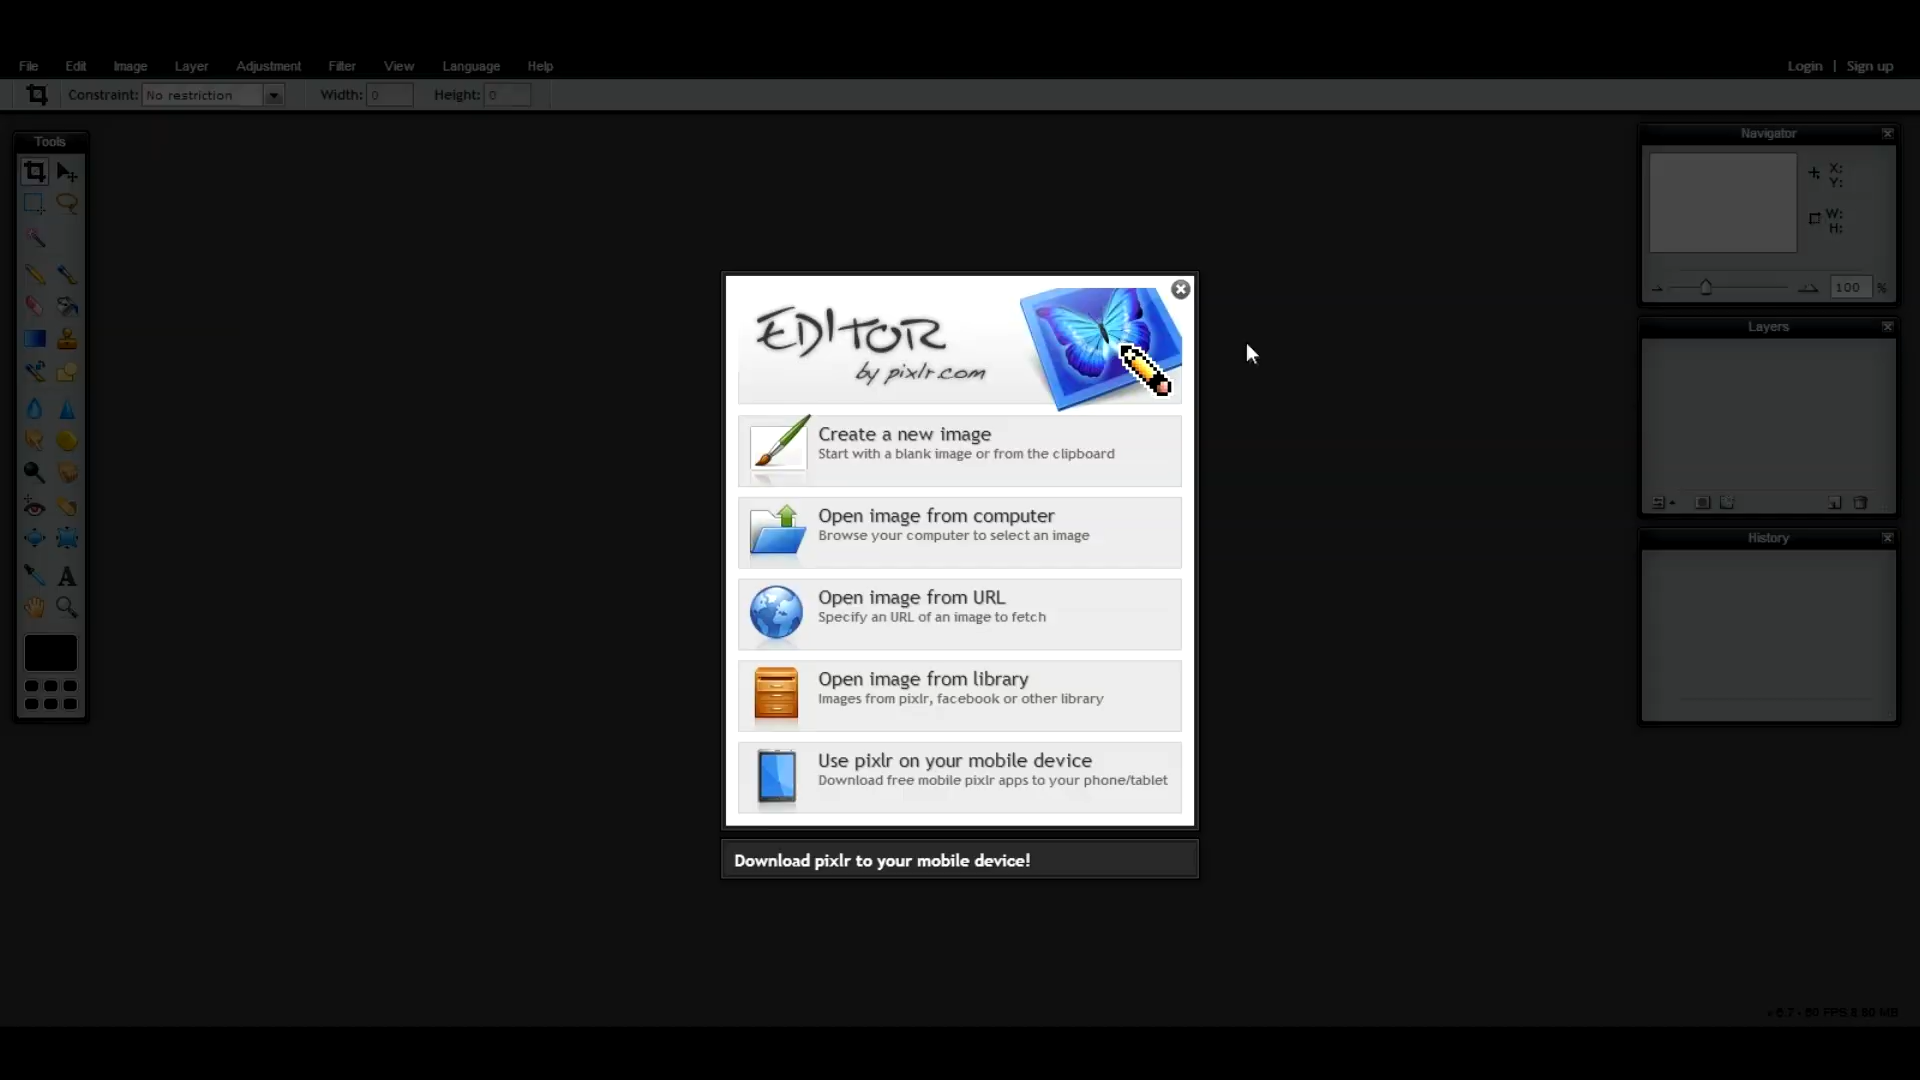 File Edit Image Layer Adjustment Filter View Language Help Login | Sign up
Constraint: No restriction Width: 0 Height: 0
Tools
Navigator
X:
Y:
W:
H:
100 %
Layers
History
EDITOR
by pixlr.com
Create a new image
Start with a blank image or from the clipboard
Open image from computer
Browse your computer to select an image
Open image from URL
Specify an URL of an image to fetch
Open image from library
Images from pixlr, facebook or other library
Use pixlr on your mobile device
Download free mobile pixlr apps to your phone/tablet
Download pixlr to your mobile device!